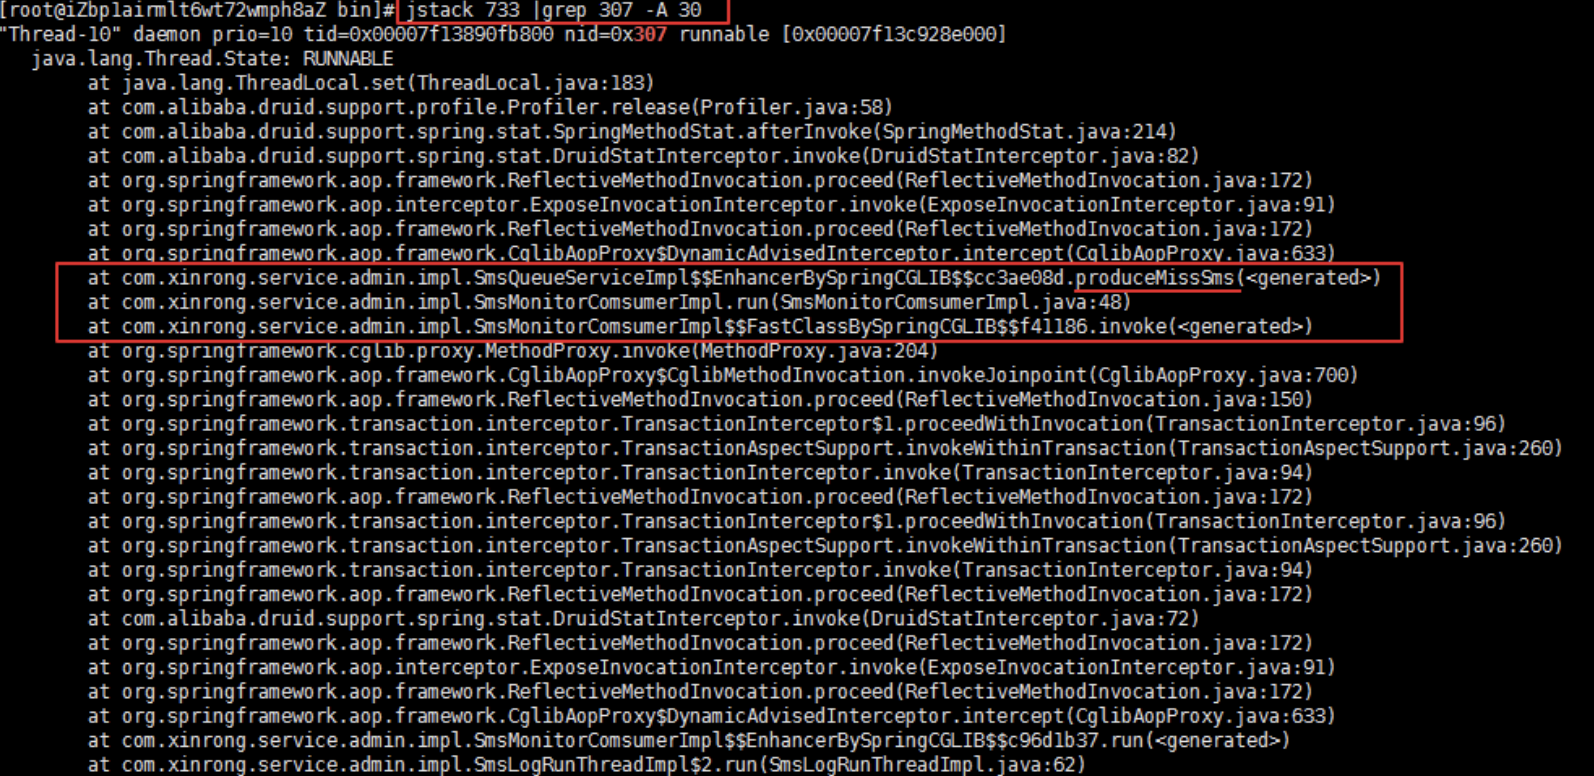 [root@iZbp1airmlt6wt72wmph8aZ bin]# jstack 733 |grep 307 -A 30
"Thread-10" daemon prio=10 tid=0x00007f13890fb800 nid=0x307 runnable [0x00007f13c928e000]
java.lang.Thread.State: RUNNABLE
at java.lang.ThreadLocal.set(ThreadLocal.java:183)
at com.alibaba.druid.support.profile.Profiler.release(Profiler.java:58)
at com.alibaba.druid.support.spring.stat.SpringMethodStat.afterInvoke(SpringMethodStat.java:214)
at com.alibaba.druid.support.spring.stat.DruidStatInterceptor.invoke(DruidStatInterceptor.java:82)
at org.springframework.aop.framework.ReflectiveMethodInvocation.proceed(ReflectiveMethodInvocation.java:172)
at org.springframework.aop.interceptor.ExposeInvocationInterceptor.invoke(ExposeInvocationInterceptor.java:91)
at org.springframework.aop.framework.ReflectiveMethodInvocation.proceed(ReflectiveMethodInvocation.java:172)
at org.springframework.aop.framework.CglibAopProxy$DynamicAdvisedInterceptor.intercept(CglibAopProxy.java:633)
at com.xinrong.service.admin.impl.SmsQueueServiceImpl$$EnhancerBySpringCGLIB$$cc3ae08d.produceMissSms(<generated>)
at com.xinrong.service.admin.impl.SmsMonitorComsumerImpl.run(SmsMonitorComsumerImpl.java:48)
at com.xinrong.service.admin.impl.SmsMonitorComsumerImpl$$FastClassBySpringCGLIB$$f41186.invoke(<generated>)
at org.springframework.cglib.proxy.MethodProxy.invoke(MethodProxy.java:204)
at org.springframework.aop.framework.CglibAopProxy$CglibMethodInvocation.invokeJoinpoint(CglibAopProxy.java:700)
at org.springframework.aop.framework.ReflectiveMethodInvocation.proceed(ReflectiveMethodInvocation.java:150)
at org.springframework.transaction.interceptor.TransactionInterceptor$1.proceedWithInvocation(TransactionInterceptor.java:96)
at org.springframework.transaction.interceptor.TransactionAspectSupport.invokeWithinTransaction(TransactionAspectSupport.java:260)
at org.springframework.transaction.interceptor.TransactionInterceptor.invoke(TransactionInterceptor.java:94)
at org.springframework.aop.framework.ReflectiveMethodInvocation.proceed(ReflectiveMethodInvocation.java:172)
at org.springframework.transaction.interceptor.TransactionInterceptor$1.proceedWithInvocation(TransactionInterceptor.java:96)
at org.springframework.transaction.interceptor.TransactionAspectSupport.invokeWithinTransaction(TransactionAspectSupport.java:260)
at org.springframework.transaction.interceptor.TransactionInterceptor.invoke(TransactionInterceptor.java:94)
at org.springframework.aop.framework.ReflectiveMethodInvocation.proceed(ReflectiveMethodInvocation.java:172)
at com.alibaba.druid.support.spring.stat.DruidStatInterceptor.invoke(DruidStatInterceptor.java:72)
at org.springframework.aop.framework.ReflectiveMethodInvocation.proceed(ReflectiveMethodInvocation.java:172)
at org.springframework.aop.interceptor.ExposeInvocationInterceptor.invoke(ExposeInvocationInterceptor.java:91)
at org.springframework.aop.framework.ReflectiveMethodInvocation.proceed(ReflectiveMethodInvocation.java:172)
at org.springframework.aop.framework.CglibAopProxy$DynamicAdvisedInterceptor.intercept(CglibAopProxy.java:633)
at com.xinrong.service.admin.impl.SmsMonitorComsumerImpl$$EnhancerBySpringCGLIB$$c96d1b37.run(<generated>)
at com.xinrong.service.admin.impl.SmsLogRunThreadImpl$2.run(SmsLogRunThreadImpl.java:62)